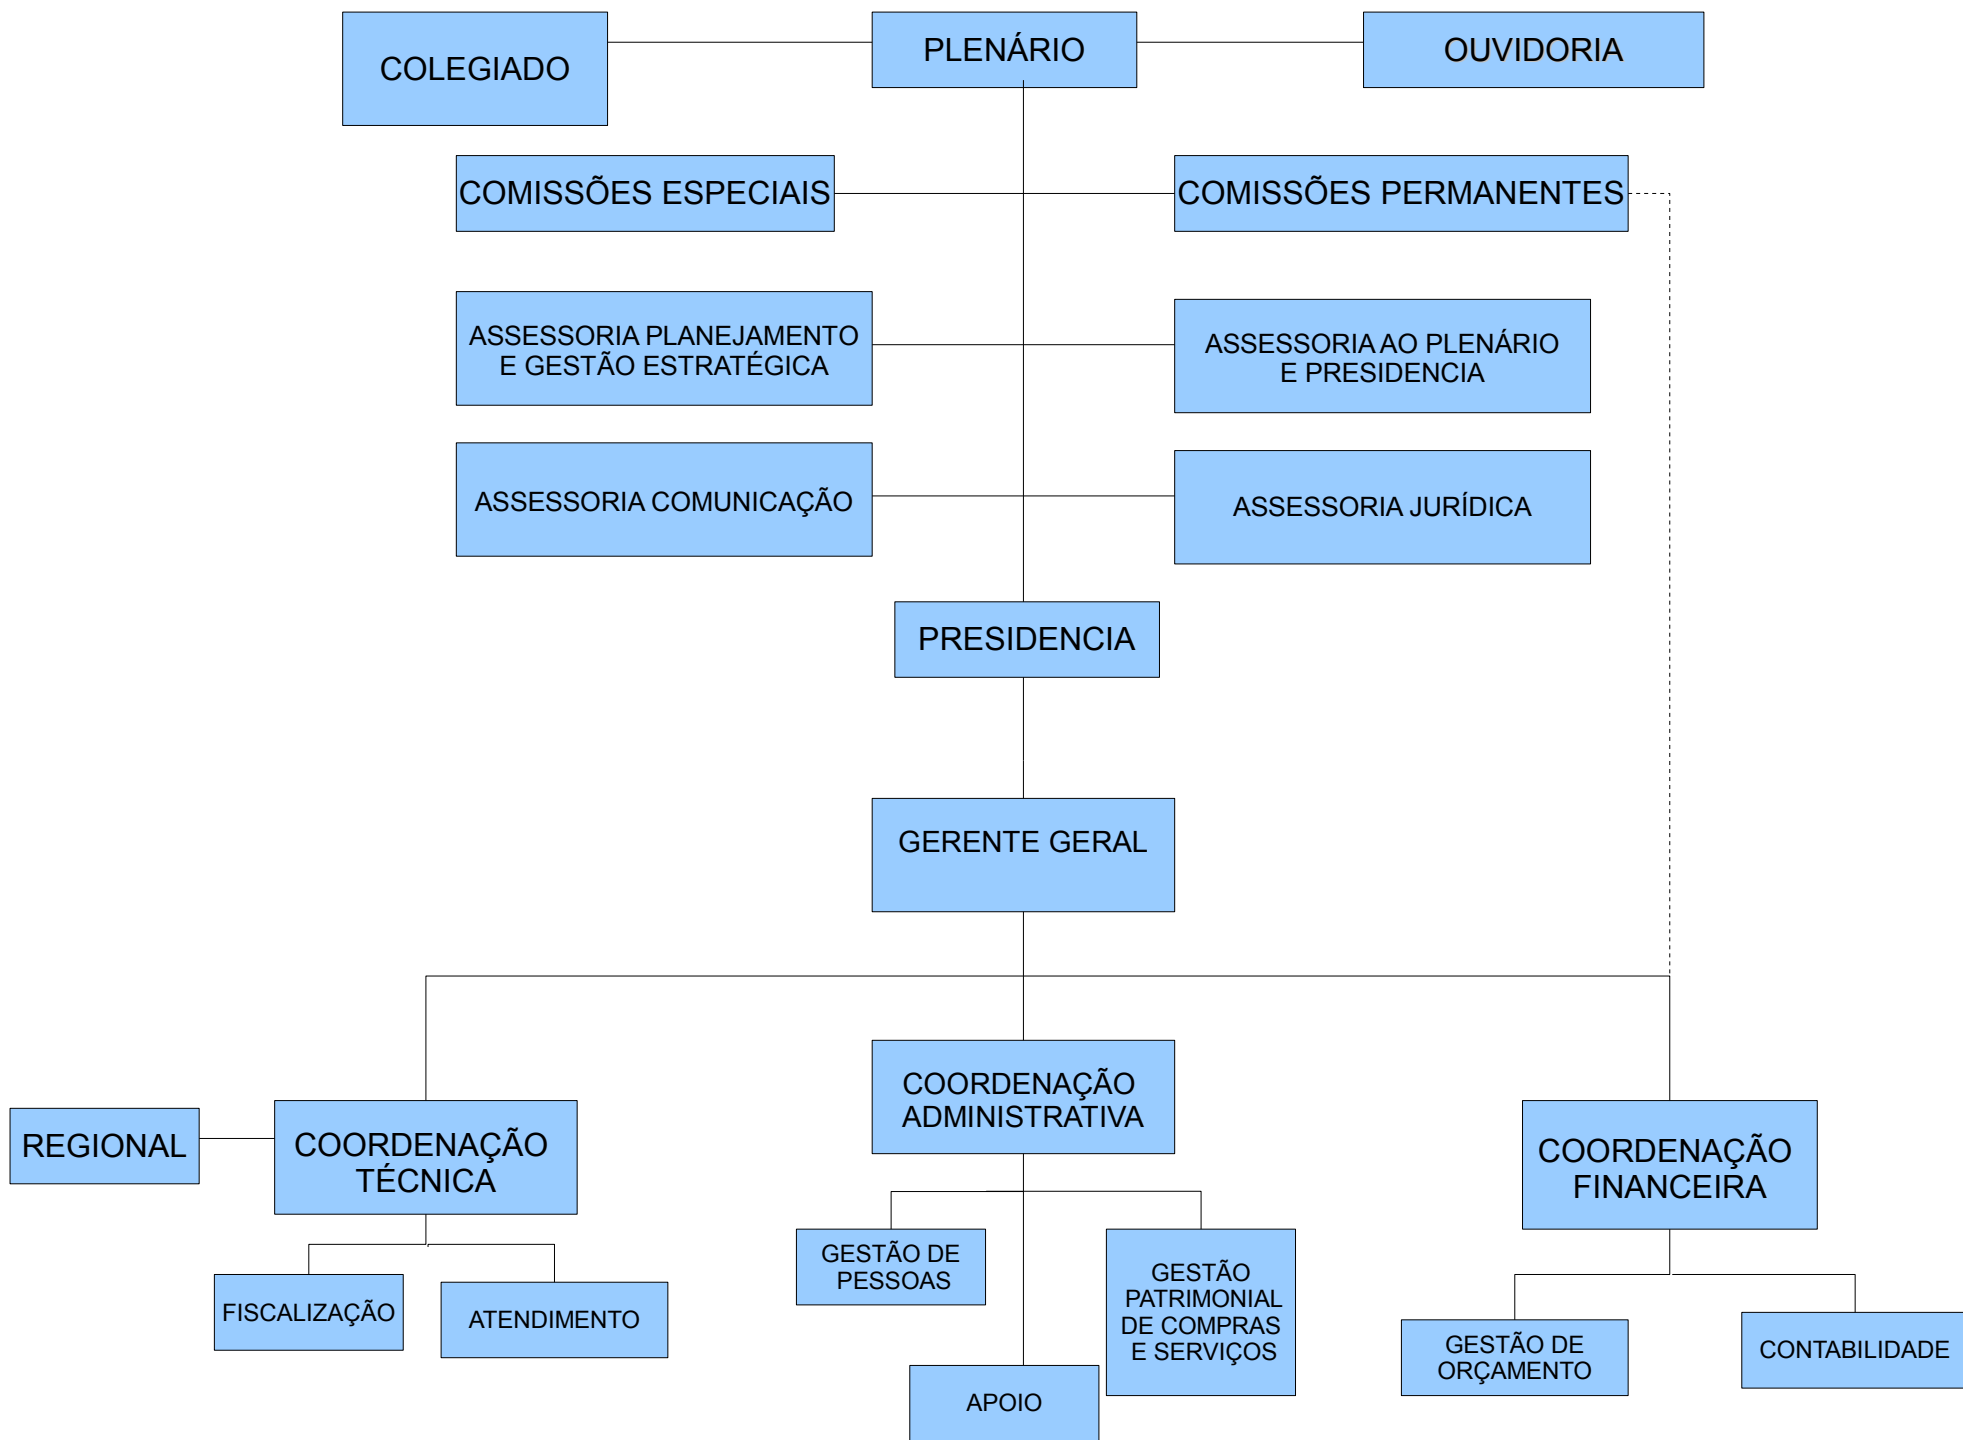 COLEGIADO
PLENÁRIO
OUVIDORIA
COMISSÕES ESPECIAIS
COMISSÕES PERMANENTES
ASSESSORIA PLANEJAMENTO
E GESTÃO ESTRATÉGICA
ASSESSORIA AO PLENÁRIO
E PRESIDENCIA
ASSESSORIA COMUNICAÇÃO
ASSESSORIA JURÍDICA
PRESIDENCIA
GERENTE GERAL
REGIONAL
COORDENAÇÃO
TÉCNICA
COORDENAÇÃO
ADMINISTRATIVA
COORDENAÇÃO
FINANCEIRA
FISCALIZAÇÃO
ATENDIMENTO
GESTÃO DE
PESSOAS
GESTÃO
PATRIMONIAL
DE COMPRAS
E SERVIÇOS
APOIO
GESTÃO DE
ORÇAMENTO
CONTABILIDADE